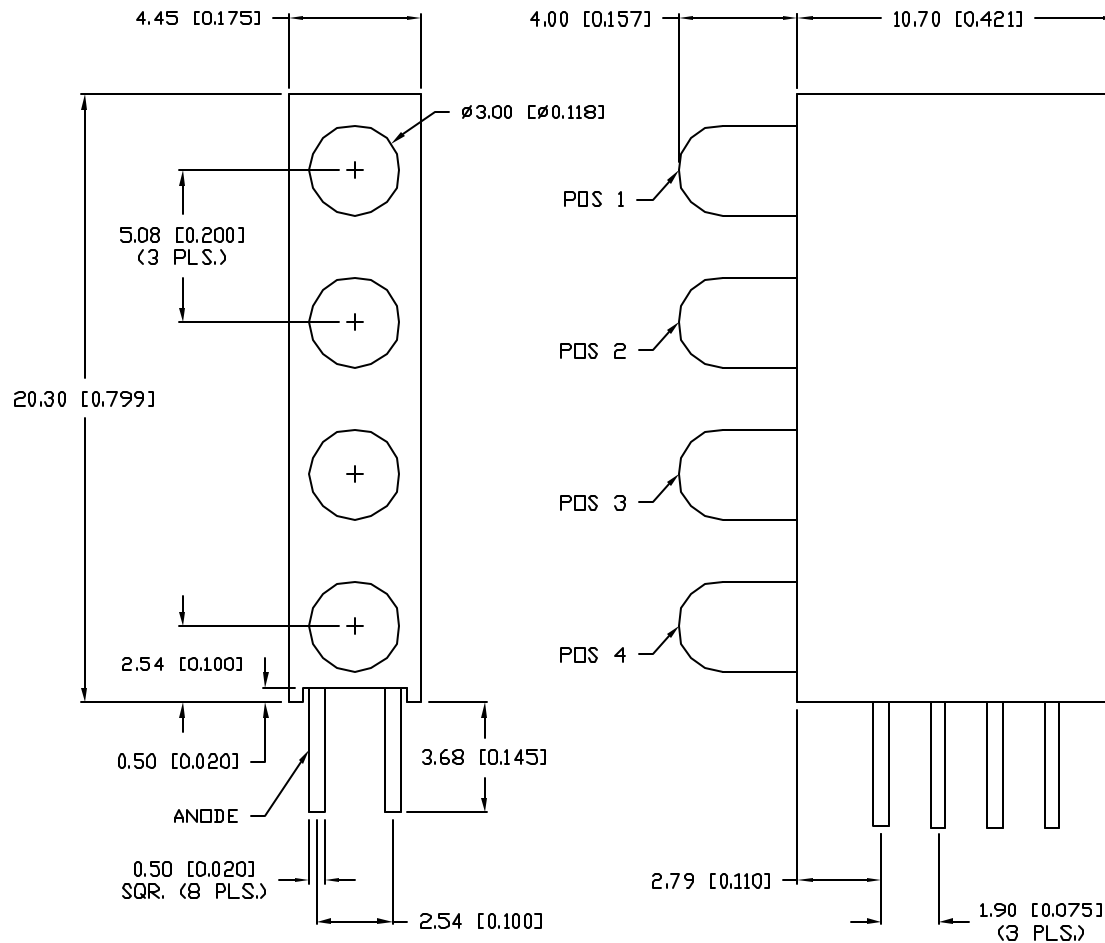 4.45 [0.175]
4.00 [0.157]
10.70 [0.421]
ø3.00 [ø0.118]
POS 1
5.08 [0.200]
(3 PLS.)
POS 2
20.30 [0.799]
POS 3
2.54 [0.100]
POS 4
0.50 [0.020]
3.68 [0.145]
ANODE
0.50 [0.020]
SQR. (8 PLS.)
2.54 [0.100]
2.79 [0.110]
1.90 [0.075]
(3 PLS.)